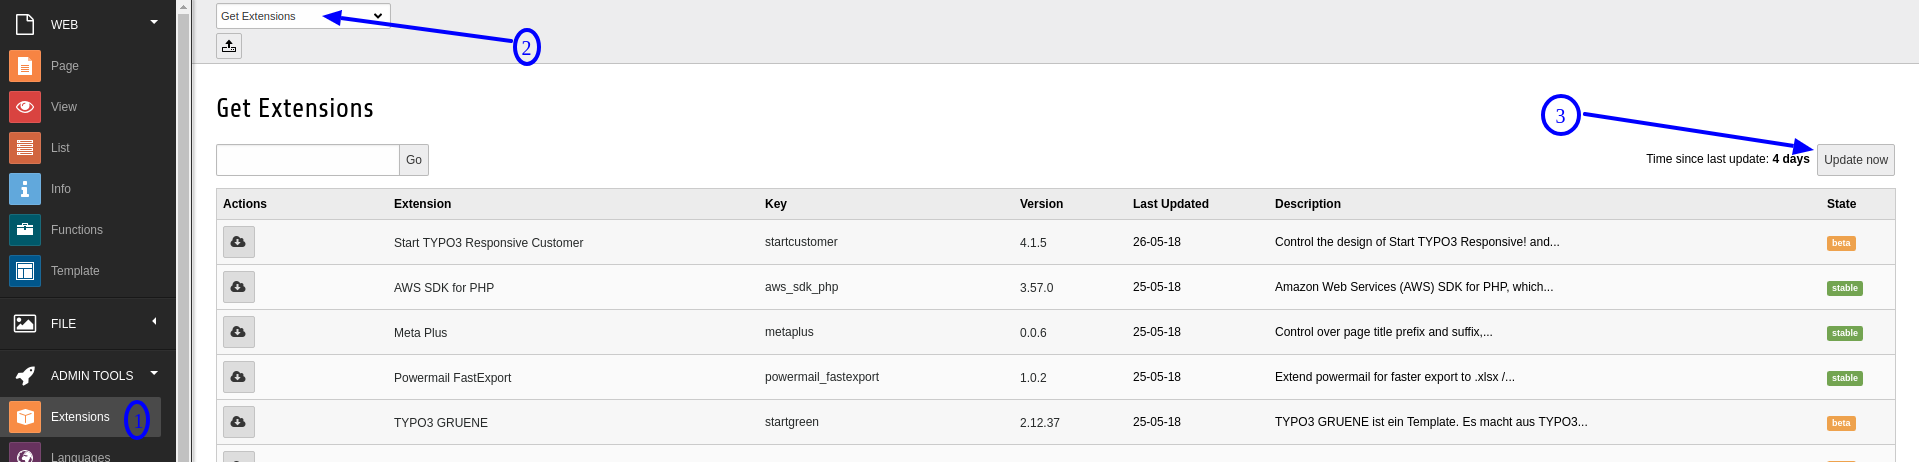 WEB
Page
View
List
Info
Functions
Template
FILE
ADMIN TOOLS
Extensions 1
Languages
Get Extensions
2
Get Extensions
3
Go
Time since last update: 4 days Update now
Actions Extension Key Version Last Updated Description State
Start TYPO3 Responsive Customer startcustomer 4.1.5 26-05-18 Control the design of Start TYPO3 Responsive! and... beta
AWS SDK for PHP aws_sdk_php 3.57.0 25-05-18 Amazon Web Services (AWS) SDK for PHP, which... stable
Meta Plus metaplus 0.0.6 25-05-18 Control over page title prefix and suffix,... stable
Powermail FastExport powermail_fastexport 1.0.2 25-05-18 Extend powermail for faster export to .xlsx /... stable
TYPO3 GRUENE startgreen 2.12.37 25-05-18 TYPO3 GRUENE ist ein Template. Es macht aus TYPO3... beta